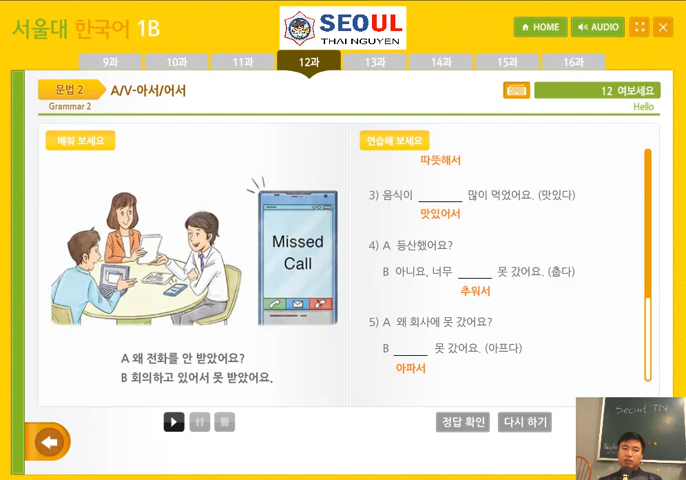 서울대 한국어 1B
SEOUL
THAI NGUYEN
HOME
AUDIO
9과
10과
11과
12과
13과
14과
15과
16과
문법 2
Grammar 2
A/V-아서/어서
12 여보세요
Hello
배워 보세요
Missed
Call
A 왜 전화를 안 받았어요?
B 회의하고 있어서 못 받았어요.
연습해 보세요
따뜻해서
3) 음식이 ______ 많이 먹었어요. (맛있다)
맛있어서
4) A 등산했어요?
B 아니요, 너무 ______ 못 갔어요. (춥다)
추워서
5) A 왜 회사에 못 갔어요?
B ______ 못 갔어요. (아프다)
아파서
정답 확인
다시 하기
Seoul TN